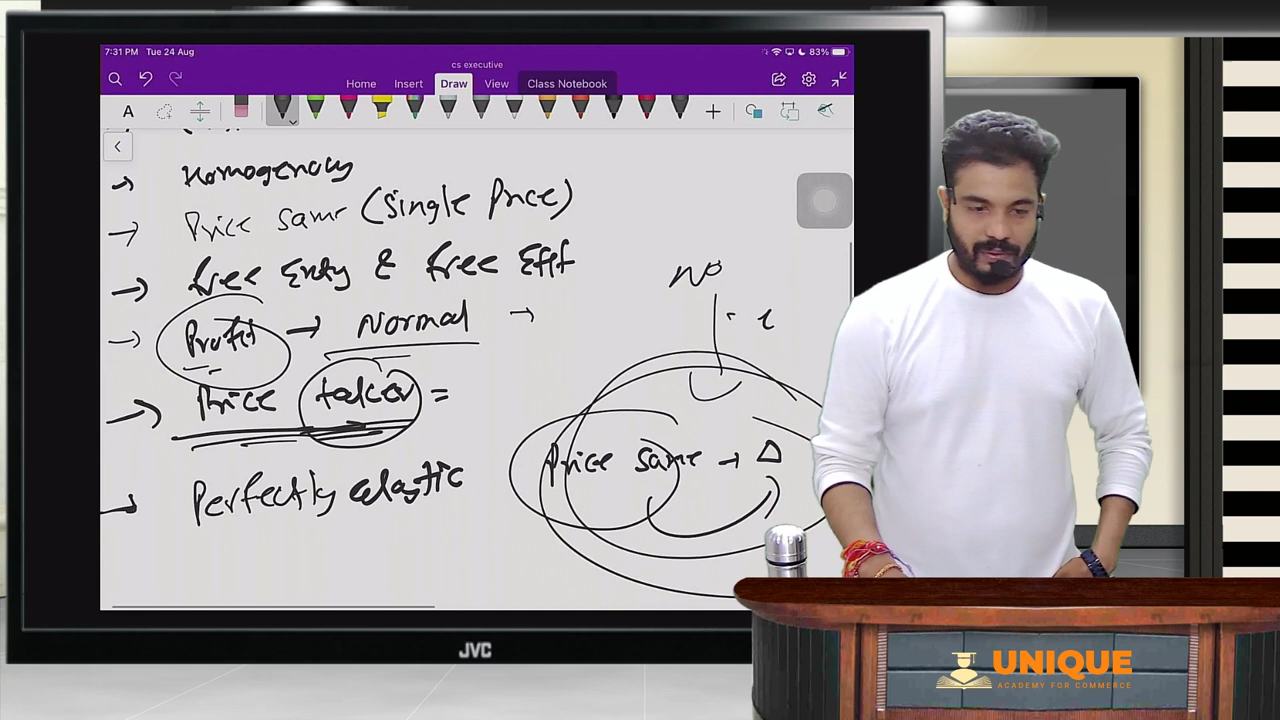 7:31 PM Tue 24 Aug
83%
cs executive
Home Insert Draw View Class Notebook
A
→ Homogenous
→ Price same (Single Price)
→ free Entry & free Exit
→ Profit → Normal →
→ Price taker =
→ Perfectly elastic
NO
Price same → Δ
JVC
UNIQUE
ACADEMY FOR COMMERCE